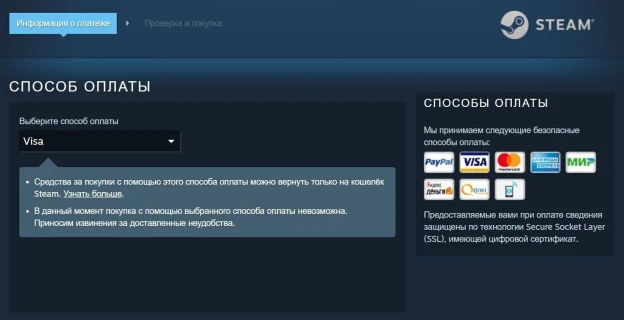 Информация о платеже
Проверка и покупка
STEAM®
СПОСОБ ОПЛАТЫ
Выберите способ оплаты
Visa
• Средства за покупки с помощью этого способа оплаты можно вернуть только на кошелёк
Steam. Узнать больше.
• В данный момент покупка с помощью выбранного способа оплаты невозможна.
Приносим извинения за доставленные неудобства.
СПОСОБЫ ОПЛАТЫ
Мы принимаем следующие безопасные
способы оплаты:
PayPal VISA mastercard AMERICAN EXPRESS МИР
Яндекс Деньги QIWI
Предоставляемые вами при оплате сведения
защищены по технологии Secure Socket Layer
(SSL), имеющей цифровой сертификат.